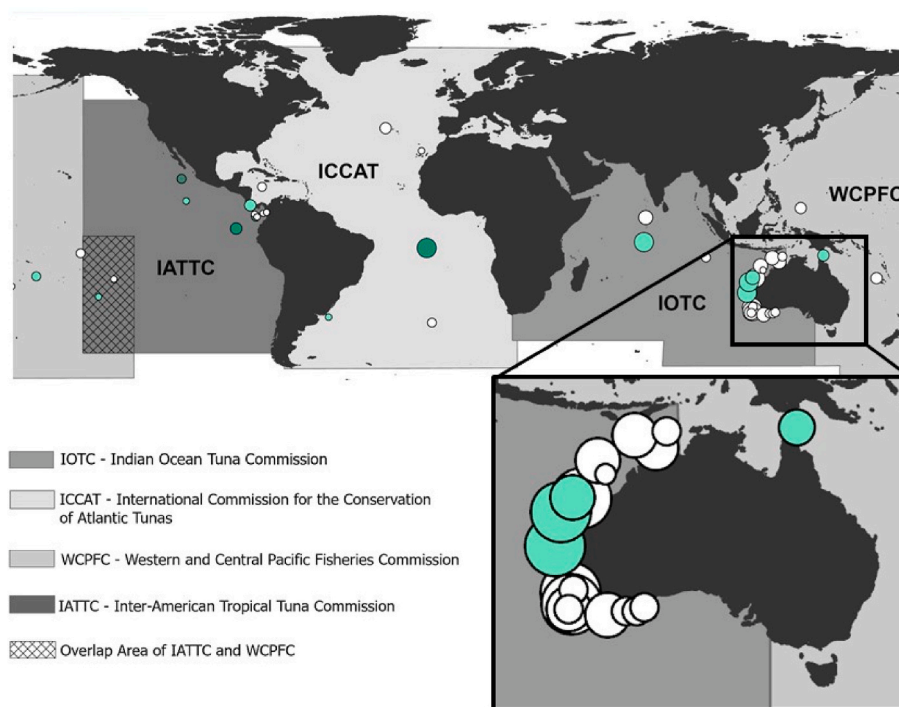 ICCAT
WCPFC
IATTC
IOTC
IOTC - Indian Ocean Tuna Commission
ICCAT - International Commission for the Conservation
of Atlantic Tunas
WCPFC - Western and Central Pacific Fisheries Commission
IATTC - Inter-American Tropical Tuna Commission
Overlap Area of IATTC and WCPFC